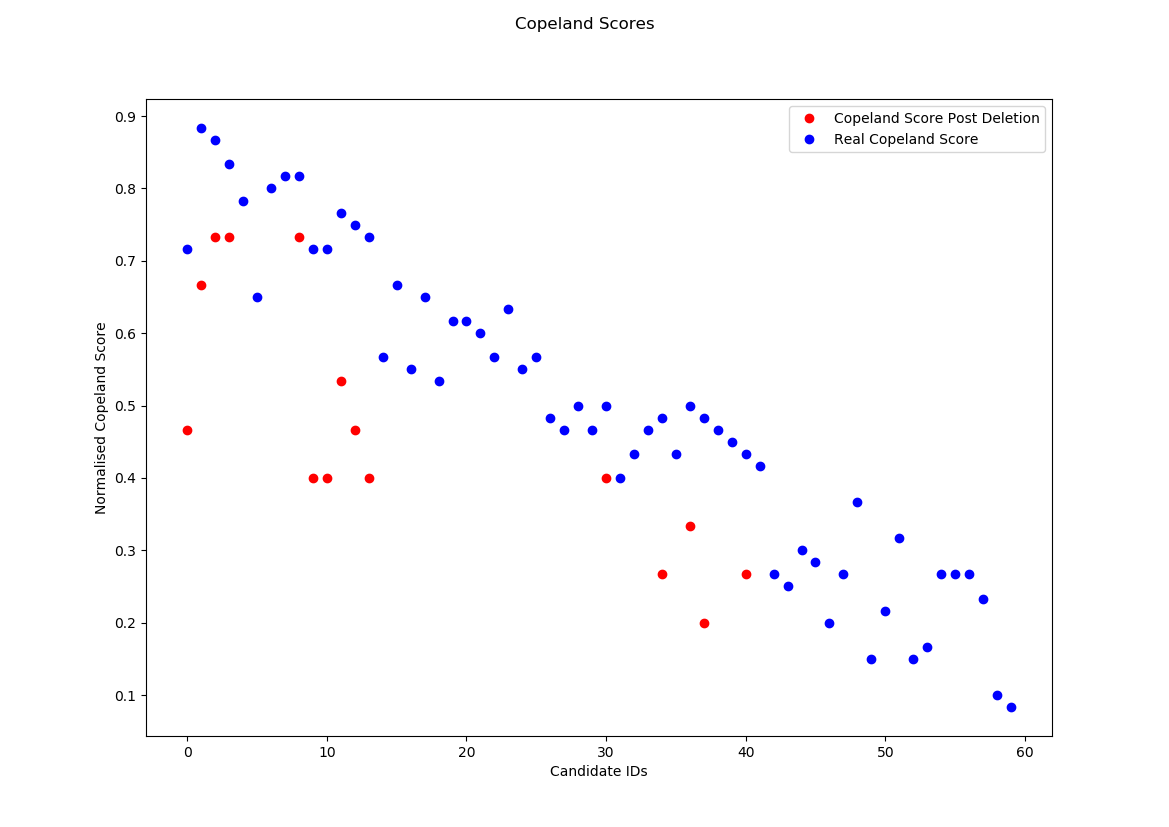 Copeland Scores
Copeland Score Post Deletion
Real Copeland Score
Normalised Copeland Score
0.9
0.8
0.7
0.6
0.5
0.4
0.3
0.2
0.1
0 10 20 30 40 50 60
Candidate IDs